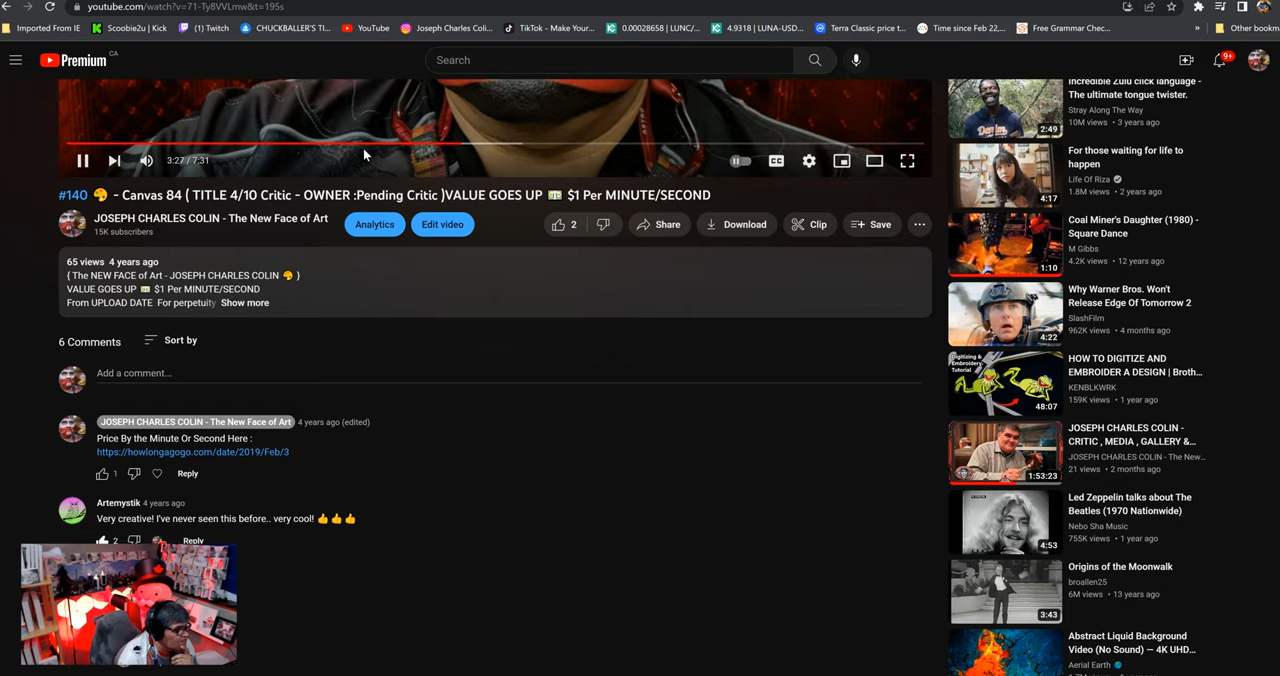 youtube.com/watch?v=71-Ty8VVLmw&t=195s
Imported From IE
Scoobie2u | Kick
(1) Twitch
CHUCKBALLER'S TI...
YouTube
Joseph Charles Coli...
TikTok - Make Your...
0.00028658 | LUNC/...
4.9318 | LUNA-USD...
Terra Classic price t...
Time since Feb 22,...
Free Grammar Chec...
»
Other bookm
Premium CA
Search
9+
3:27 / 7:31
CC
#140 🎨 - Canvas 84 ( TITLE 4/10 Critic - OWNER :Pending Critic )VALUE GOES UP 💵 $1 Per MINUTE/SECOND
JOSEPH CHARLES COLIN - The New Face of Art
15K subscribers
Analytics
Edit video
2
Share
Download
Clip
Save
65 views 4 years ago
{ The NEW FACE of Art - JOSEPH CHARLES COLIN 🎨 }
VALUE GOES UP 💵 $1 Per MINUTE/SECOND
From UPLOAD DATE For perpetuity Show more
6 Comments
Sort by
Add a comment...
JOSEPH CHARLES COLIN - The New Face of Art 4 years ago (edited)
Price By the Minute Or Second Here :
https://howlongagogo.com/date/2019/Feb/3
1
Reply
Artemystik 4 years ago
Very creative! I've never seen this before.. very cool! 👍👍👍
2
Reply
Incredible Zulu click language -
The ultimate tongue twister.
Stray Along The Way
10M views • 3 years ago
2:49
For those waiting for life to
happen
Life Of Riza
1.8M views • 2 years ago
4:17
Coal Miner's Daughter (1980) -
Square Dance
M Gibbs
4.2K views • 12 years ago
1:10
Why Warner Bros. Won't
Release Edge Of Tomorrow 2
SlashFilm
962K views • 4 months ago
4:22
Digitizing &
Embroidery
Tutorial
HOW TO DIGITIZE AND
EMBROIDER A DESIGN | Broth...
KENBLKWRK
159K views • 1 year ago
48:07
JOSEPH CHARLES COLIN -
CRITIC , MEDIA , GALLERY &...
JOSEPH CHARLES COLIN - The New...
21 views • 2 months ago
1:53:23
Led Zeppelin talks about The
Beatles (1970 Nationwide)
Nebo Sha Music
755K views • 1 year ago
4:53
Origins of the Moonwalk
broallen25
6M views • 13 years ago
3:43
Abstract Liquid Background
Video (No Sound) — 4K UHD...
Aerial Earth